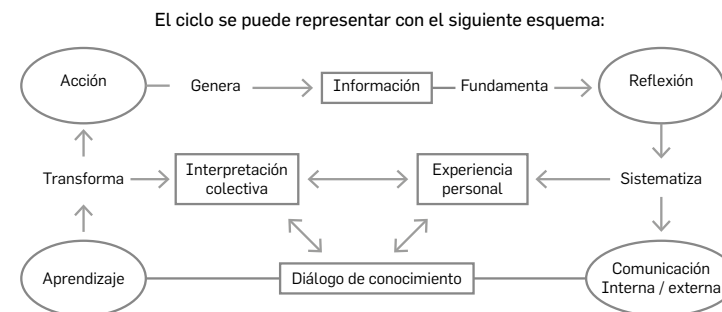 El ciclo se puede representar con el siguiente esquema:
Acción
Genera
Información
Fundamenta
Reflexión
Transforma
Interpretación
colectiva
Experiencia
personal
Sistematiza
Aprendizaje
Diálogo de conocimiento
Comunicación
Interna / externa